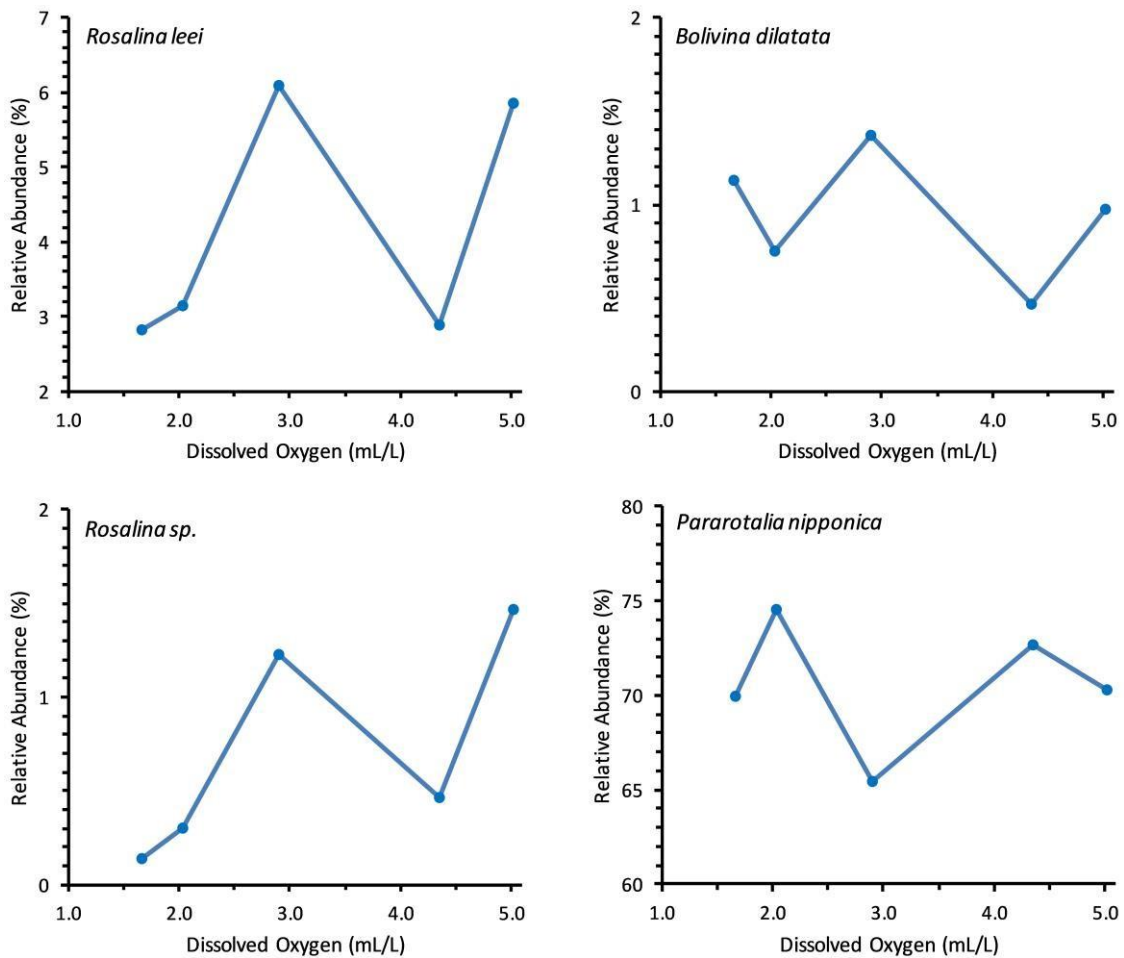 Rosalina leei
Relative Abundance (%)
7
6
5
4
3
2
1.0 2.0 3.0 4.0 5.0
Dissolved Oxygen (mL/L)
Bolivina dilatata
Relative Abundance (%)
2
1
0
1.0 2.0 3.0 4.0 5.0
Dissolved Oxygen (mL/L)
Rosalina sp.
Relative Abundance (%)
2
1
0
1.0 2.0 3.0 4.0 5.0
Dissolved Oxygen (mL/L)
Pararotalia nipponica
Relative Abundance (%)
80
75
70
65
60
1.0 2.0 3.0 4.0 5.0
Dissolved Oxygen (mL/L)